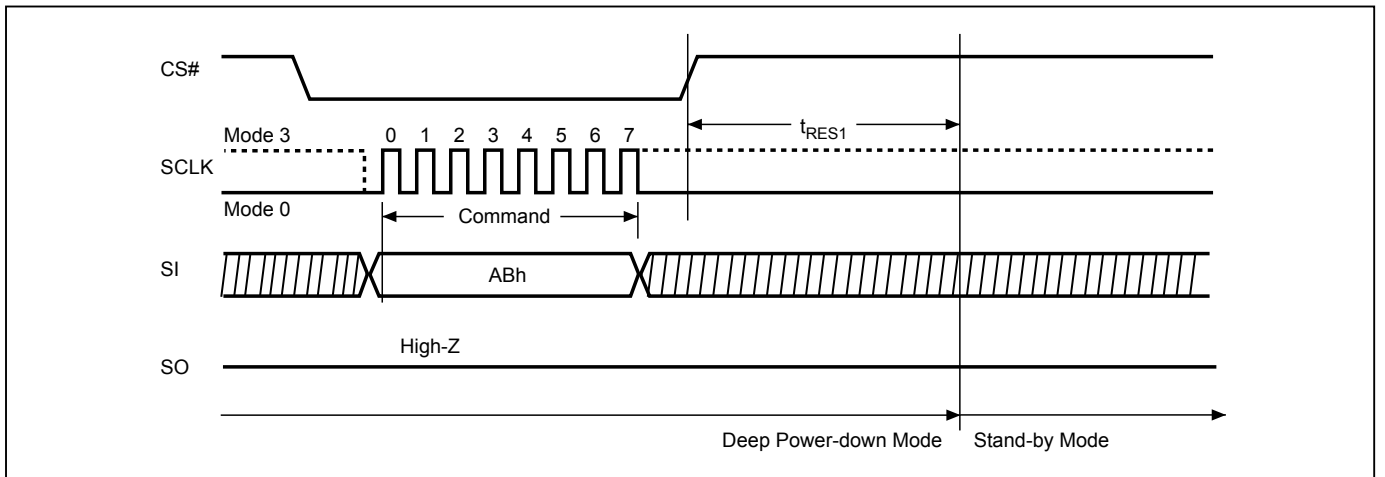 CS#
t_RES1
Mode 3
0 1 2 3 4 5 6 7
SCLK
Mode 0
Command
SI
ABh
High-Z
SO
Deep Power-down Mode
Stand-by Mode